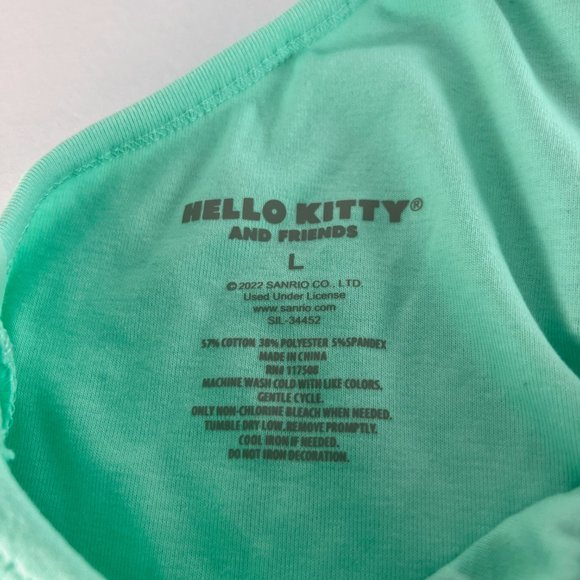 HELLO KITTY®
AND FRIENDS
L
©2022 SANRIO CO., LTD.
Used Under License
www.sanrio.com
SIL-34452
57% COTTON 38% POLYESTER 5%SPANDEX
MADE IN CHINA
RN# 117508
MACHINE WASH COLD WITH LIKE COLORS,
GENTLE CYCLE.
ONLY NON-CHLORINE BLEACH WHEN NEEDED.
TUMBLE DRY LOW. REMOVE PROMPTLY.
COOL IRON IF NEEDED.
DO NOT IRON DECORATION.